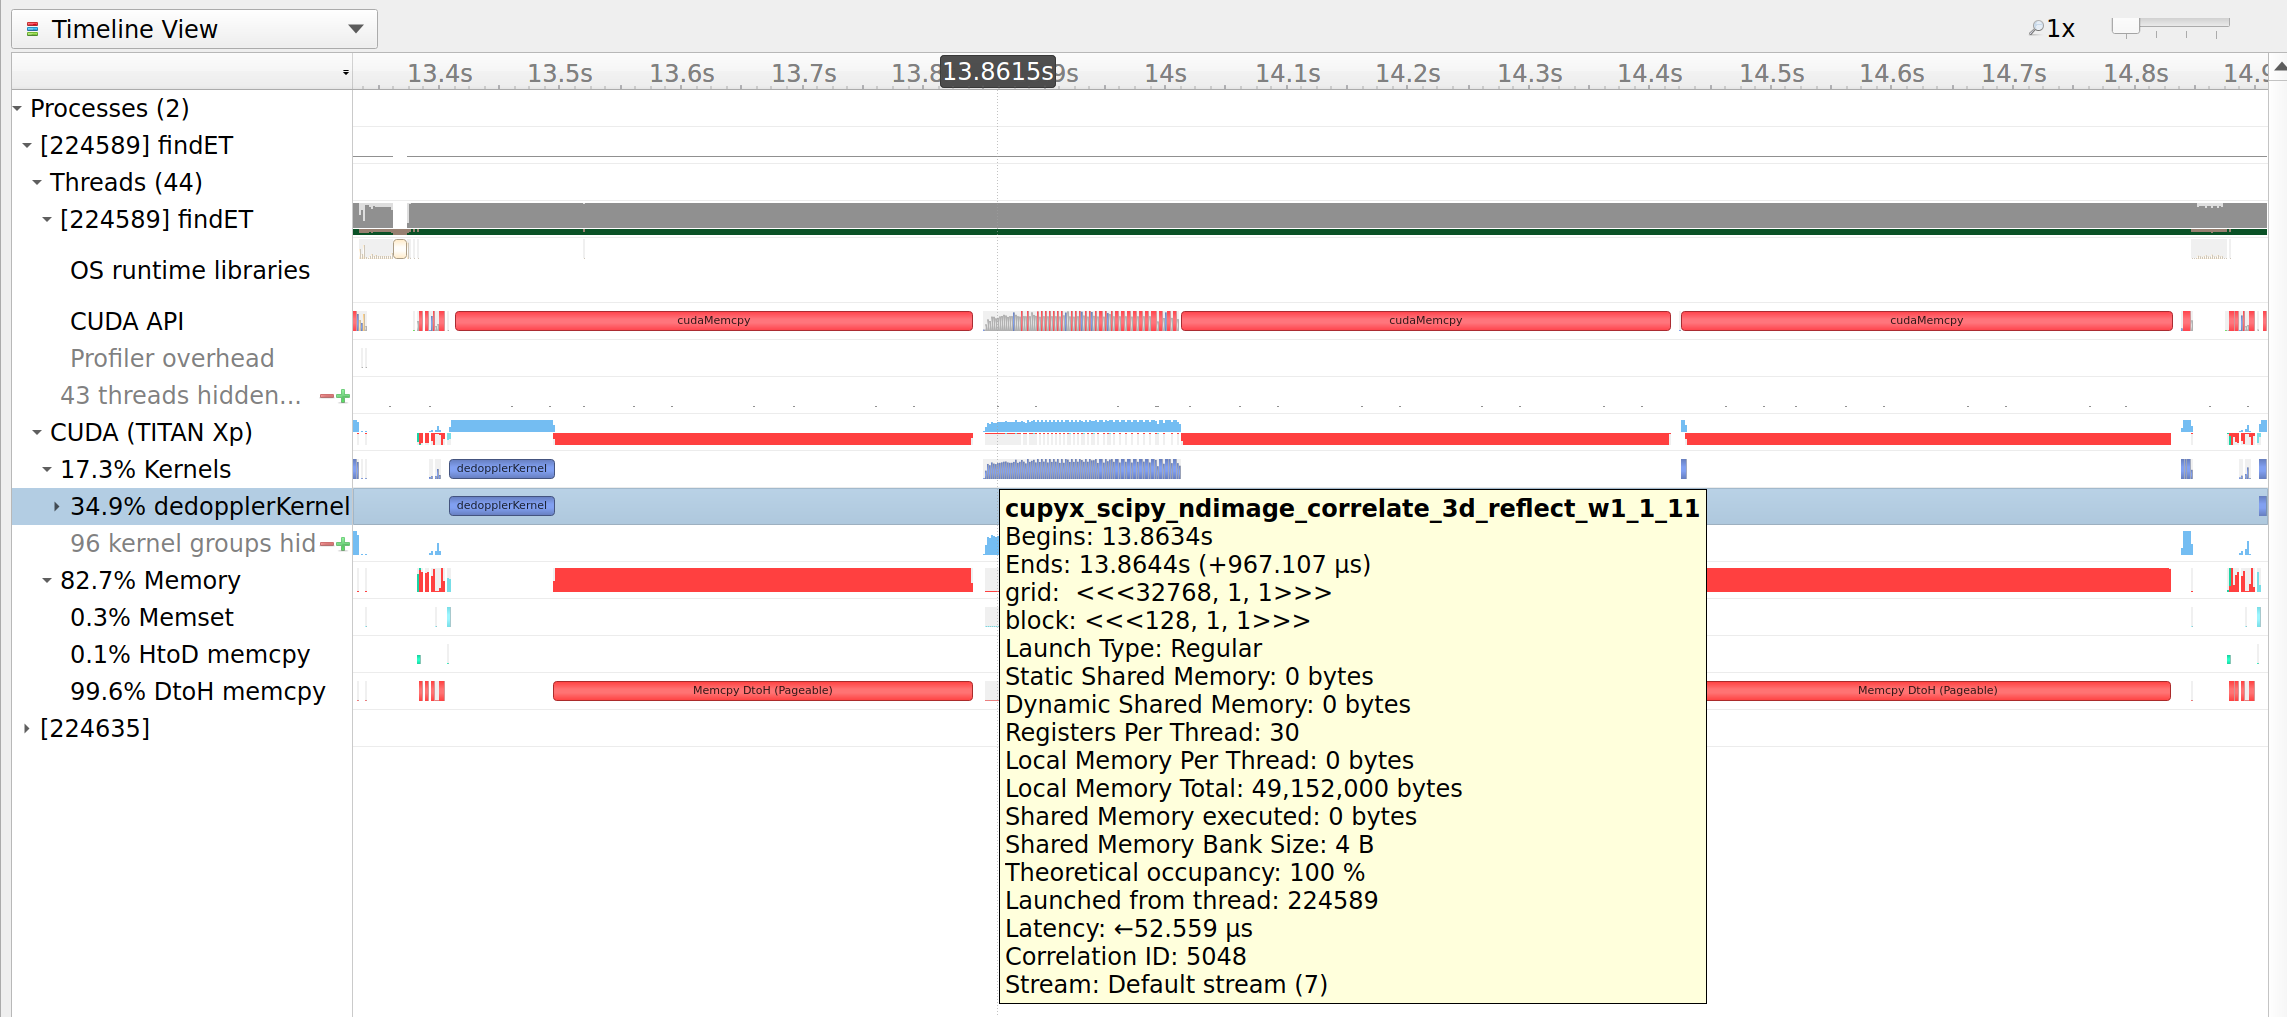 Timeline View
1x
13.4s 13.5s 13.6s 13.7s 13.8 13.8615s 9s 14s 14.1s 14.2s 14.3s 14.4s 14.5s 14.6s 14.7s 14.8s 14.9
Processes (2)
[224589] findET
Threads (44)
[224589] findET
OS runtime libraries
CUDA API cudaMemcpy cudaMemcpy cudaMemcpy
Profiler overhead
43 threads hidden...
CUDA (TITAN Xp)
17.3% Kernels dedopplerKernel
34.9% dedopplerKernel dedopplerKernel
96 kernel groups hid
82.7% Memory
0.3% Memset
0.1% HtoD memcpy
99.6% DtoH memcpy Memcpy DtoH (Pageable) Memcpy DtoH (Pageable)
[224635]
cupyx_scipy_ndimage_correlate_3d_reflect_w1_1_11
Begins: 13.8634s
Ends: 13.8644s (+967.107 μs)
grid: <<<32768, 1, 1>>>
block: <<<128, 1, 1>>>
Launch Type: Regular
Static Shared Memory: 0 bytes
Dynamic Shared Memory: 0 bytes
Registers Per Thread: 30
Local Memory Per Thread: 0 bytes
Local Memory Total: 49,152,000 bytes
Shared Memory executed: 0 bytes
Shared Memory Bank Size: 4 B
Theoretical occupancy: 100 %
Launched from thread: 224589
Latency: ←52.559 μs
Correlation ID: 5048
Stream: Default stream (7)